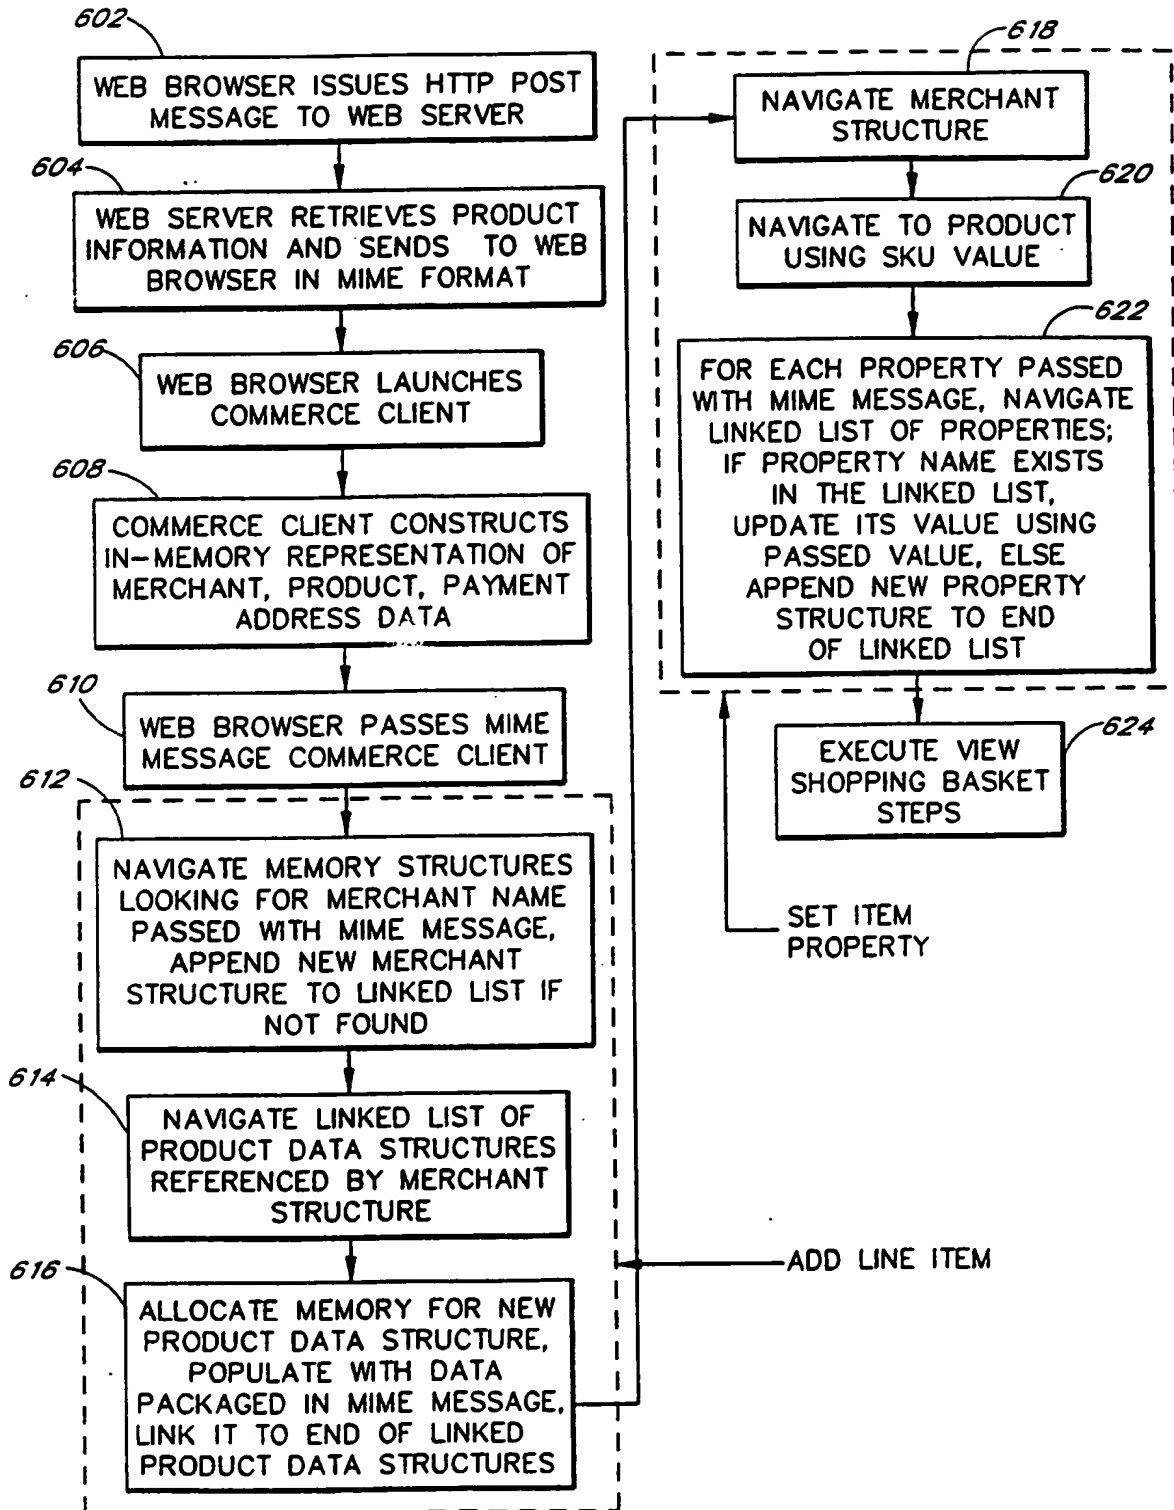 602
WEB BROWSER ISSUES HTTP POST
MESSAGE TO WEB SERVER
604
WEB SERVER RETRIEVES PRODUCT
INFORMATION AND SENDS TO WEB
BROWSER IN MIME FORMAT
606
WEB BROWSER LAUNCHES
COMMERCE CLIENT
608
COMMERCE CLIENT CONSTRUCTS
IN-MEMORY REPRESENTATION OF
MERCHANT, PRODUCT, PAYMENT
ADDRESS DATA
610
WEB BROWSER PASSES MIME
MESSAGE COMMERCE CLIENT
612
NAVIGATE MEMORY STRUCTURES
LOOKING FOR MERCHANT NAME
PASSED WITH MIME MESSAGE,
APPEND NEW MERCHANT
STRUCTURE TO LINKED LIST IF
NOT FOUND
614
NAVIGATE LINKED LIST OF
PRODUCT DATA STRUCTURES
REFERENCED BY MERCHANT
STRUCTURE
616
ALLOCATE MEMORY FOR NEW
PRODUCT DATA STRUCTURE,
POPULATE WITH DATA
PACKAGED IN MIME MESSAGE,
LINK IT TO END OF LINKED
PRODUCT DATA STRUCTURES
ADD LINE ITEM
618
NAVIGATE MERCHANT
STRUCTURE
620
NAVIGATE TO PRODUCT
USING SKU VALUE
622
FOR EACH PROPERTY PASSED
WITH MIME MESSAGE, NAVIGATE
LINKED LIST OF PROPERTIES;
IF PROPERTY NAME EXISTS
IN THE LINKED LIST,
UPDATE ITS VALUE USING
PASSED VALUE, ELSE
APPEND NEW PROPERTY
STRUCTURE TO END
OF LINKED LIST
624
EXECUTE VIEW
SHOPPING BASKET
STEPS
SET ITEM
PROPERTY